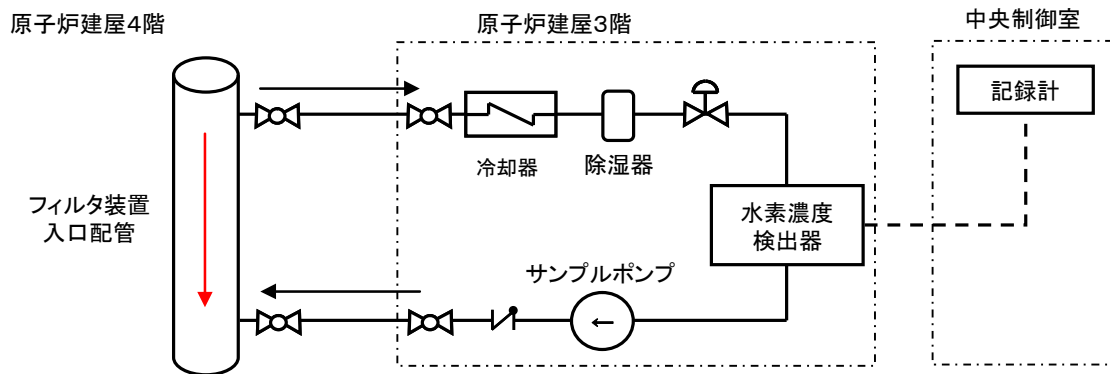 原子炉建屋4階
原子炉建屋3階
中央制御室
記録計
冷却器
除湿器
フィルタ装置
入口配管
水素濃度
検出器
サンプルポンプ